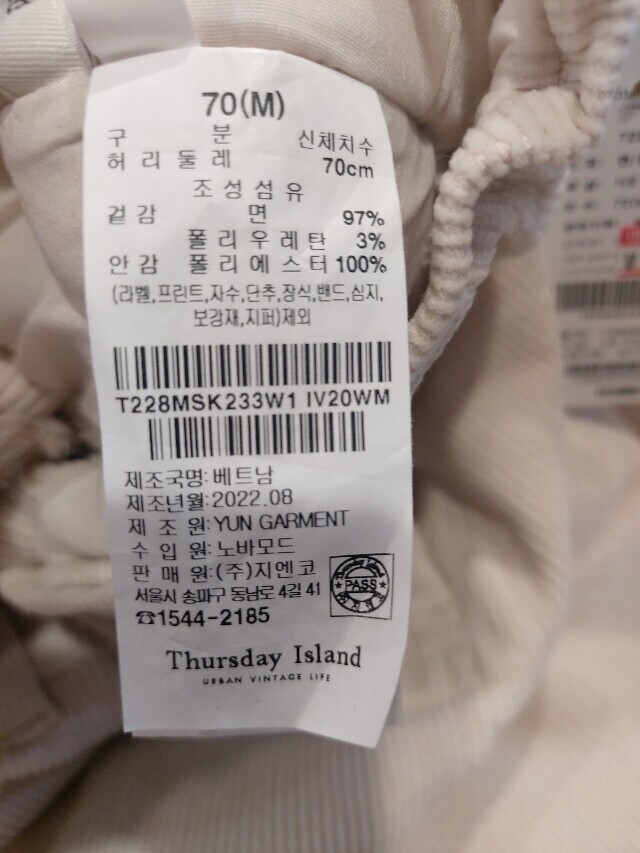 70(M)
구 분 신체치수
허 리 둘 레 70cm
조 성 섬 유
겉 감 면 97%
폴 리 우 레 탄 3%
안 감 폴 리 에 스 터 100%
(라벨,프린트,자수,단추,장식,밴드,심지,
보강재,지퍼)제외
T228MSK233W1 IV20WM
제조국명:베트남
제조년월:2022.08
제 조 원:YUN GARMENT
수 입 원:노바모드
판 매 원:(주)지엔코
서울시 송파구 동남로 4길 41
☎1544-2185
PASS
Thursday Island
URBAN VINTAGE LIFE